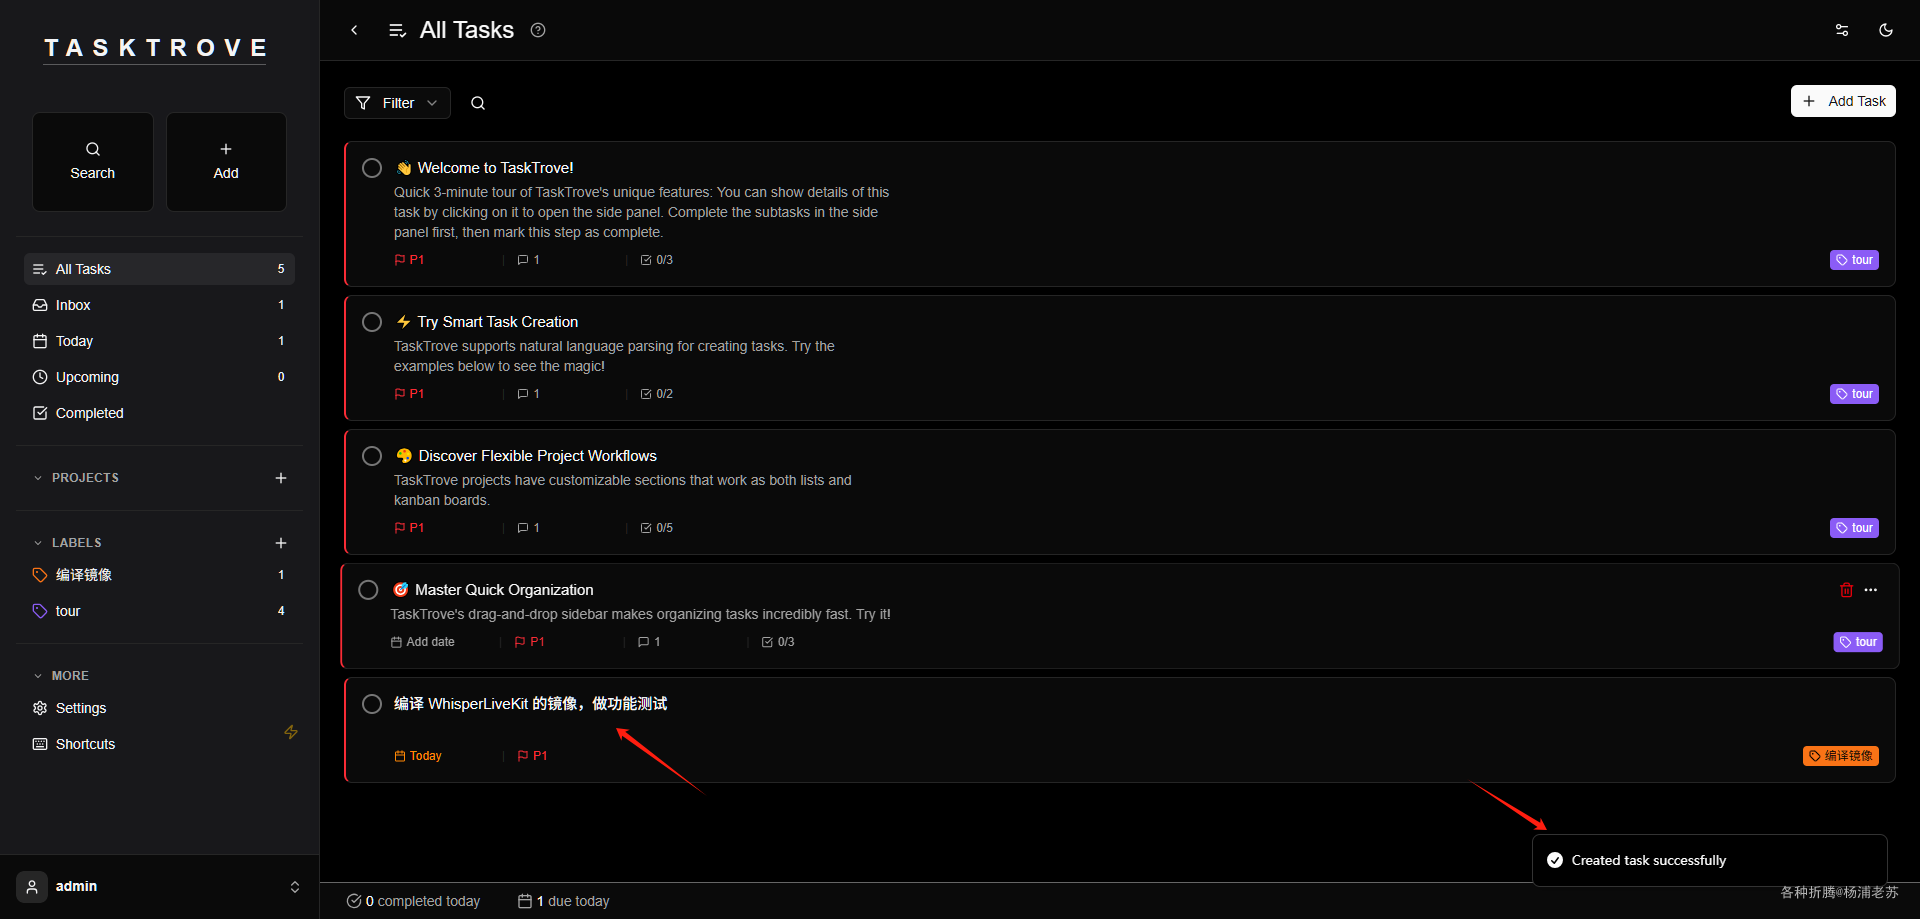 TASKTROVE
Search
Add
All Tasks 5
Inbox 1
Today 1
Upcoming 0
Completed
PROJECTS
LABELS
编译镜像 1
tour 4
MORE
Settings
Shortcuts
admin
All Tasks
Filter
Add Task
👋 Welcome to TaskTrove!
Quick 3-minute tour of TaskTrove's unique features: You can show details of this
task by clicking on it to open the side panel. Complete the subtasks in the side
panel first, then mark this step as complete.
P1 1 0/3 tour
⚡ Try Smart Task Creation
TaskTrove supports natural language parsing for creating tasks. Try the
examples below to see the magic!
P1 1 0/2 tour
🎨 Discover Flexible Project Workflows
TaskTrove projects have customizable sections that work as both lists and
kanban boards.
P1 1 0/5 tour
🎯 Master Quick Organization
TaskTrove's drag-and-drop sidebar makes organizing tasks incredibly fast. Try it!
Add date P1 1 0/3 tour
编译 WhisperLiveKit 的镜像，做功能测试
Today P1 编译镜像
Created task successfully
0 completed today 1 due today
各种折腾@杨浦老苏